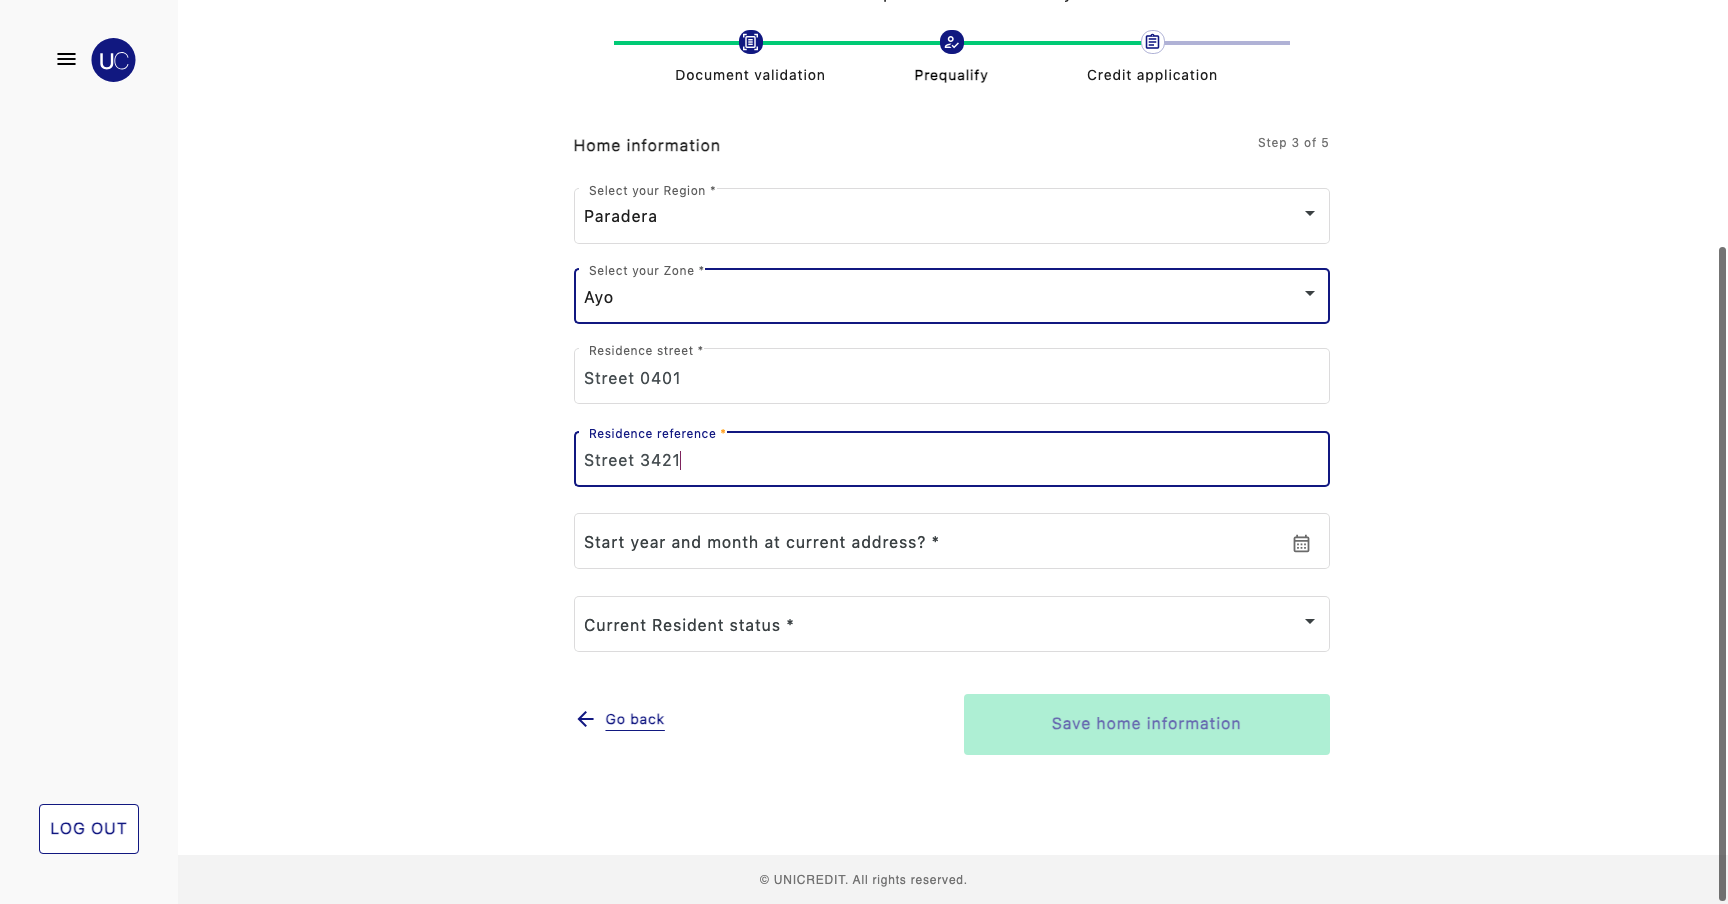 UC
Document validation
Prequalify
Credit application
Home information
Step 3 of 5
Select your Region *
Paradera
Select your Zone *
Ayo
Residence street *
Street 0401
Residence reference *
Street 3421
Start year and month at current address? *
Current Resident status *
Go back
Save home information
LOG OUT
© UNICREDIT. All rights reserved.